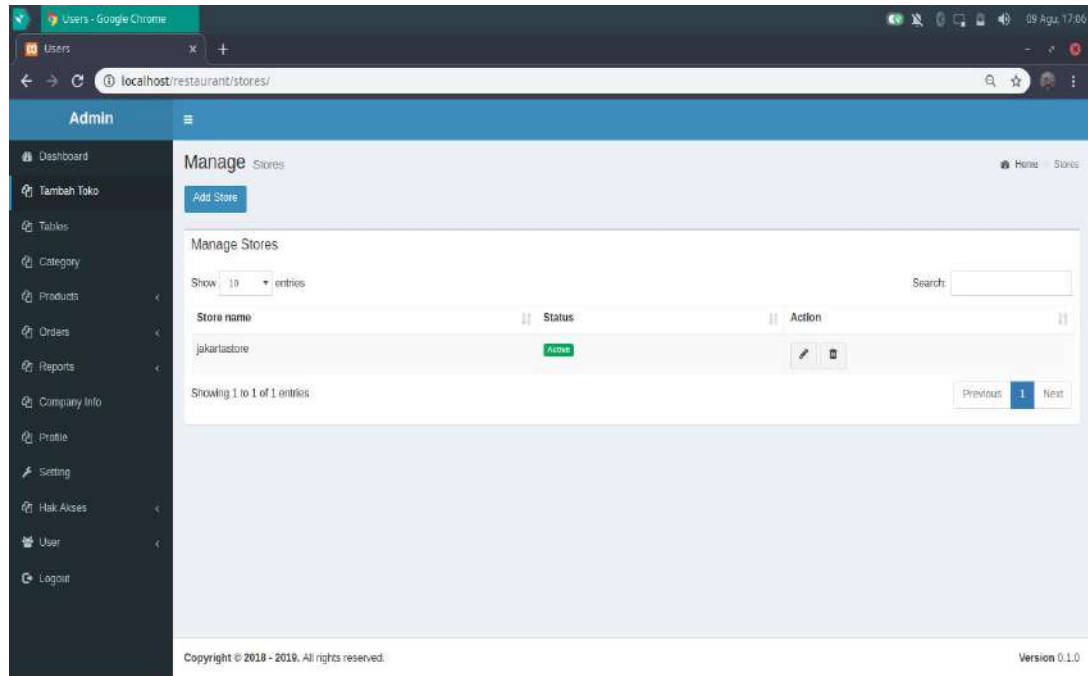 Users - Google Chrome
09 Agu, 17:06
Users
localhost/restaurant/stores/
Admin
Dashboard
Tambah Toko
Tables
Category
Products
Orders
Reports
Company Info
Profile
Setting
Hak Akses
User
Logout
Manage Stores
Home Stores
Add Store
Manage Stores
Show 10 entries
Search:
Store name Status Action
jakartastore Active
Showing 1 to 1 of 1 entries
Previous 1 Next
Copyright © 2018 - 2019. All rights reserved.
Version 0.1.0